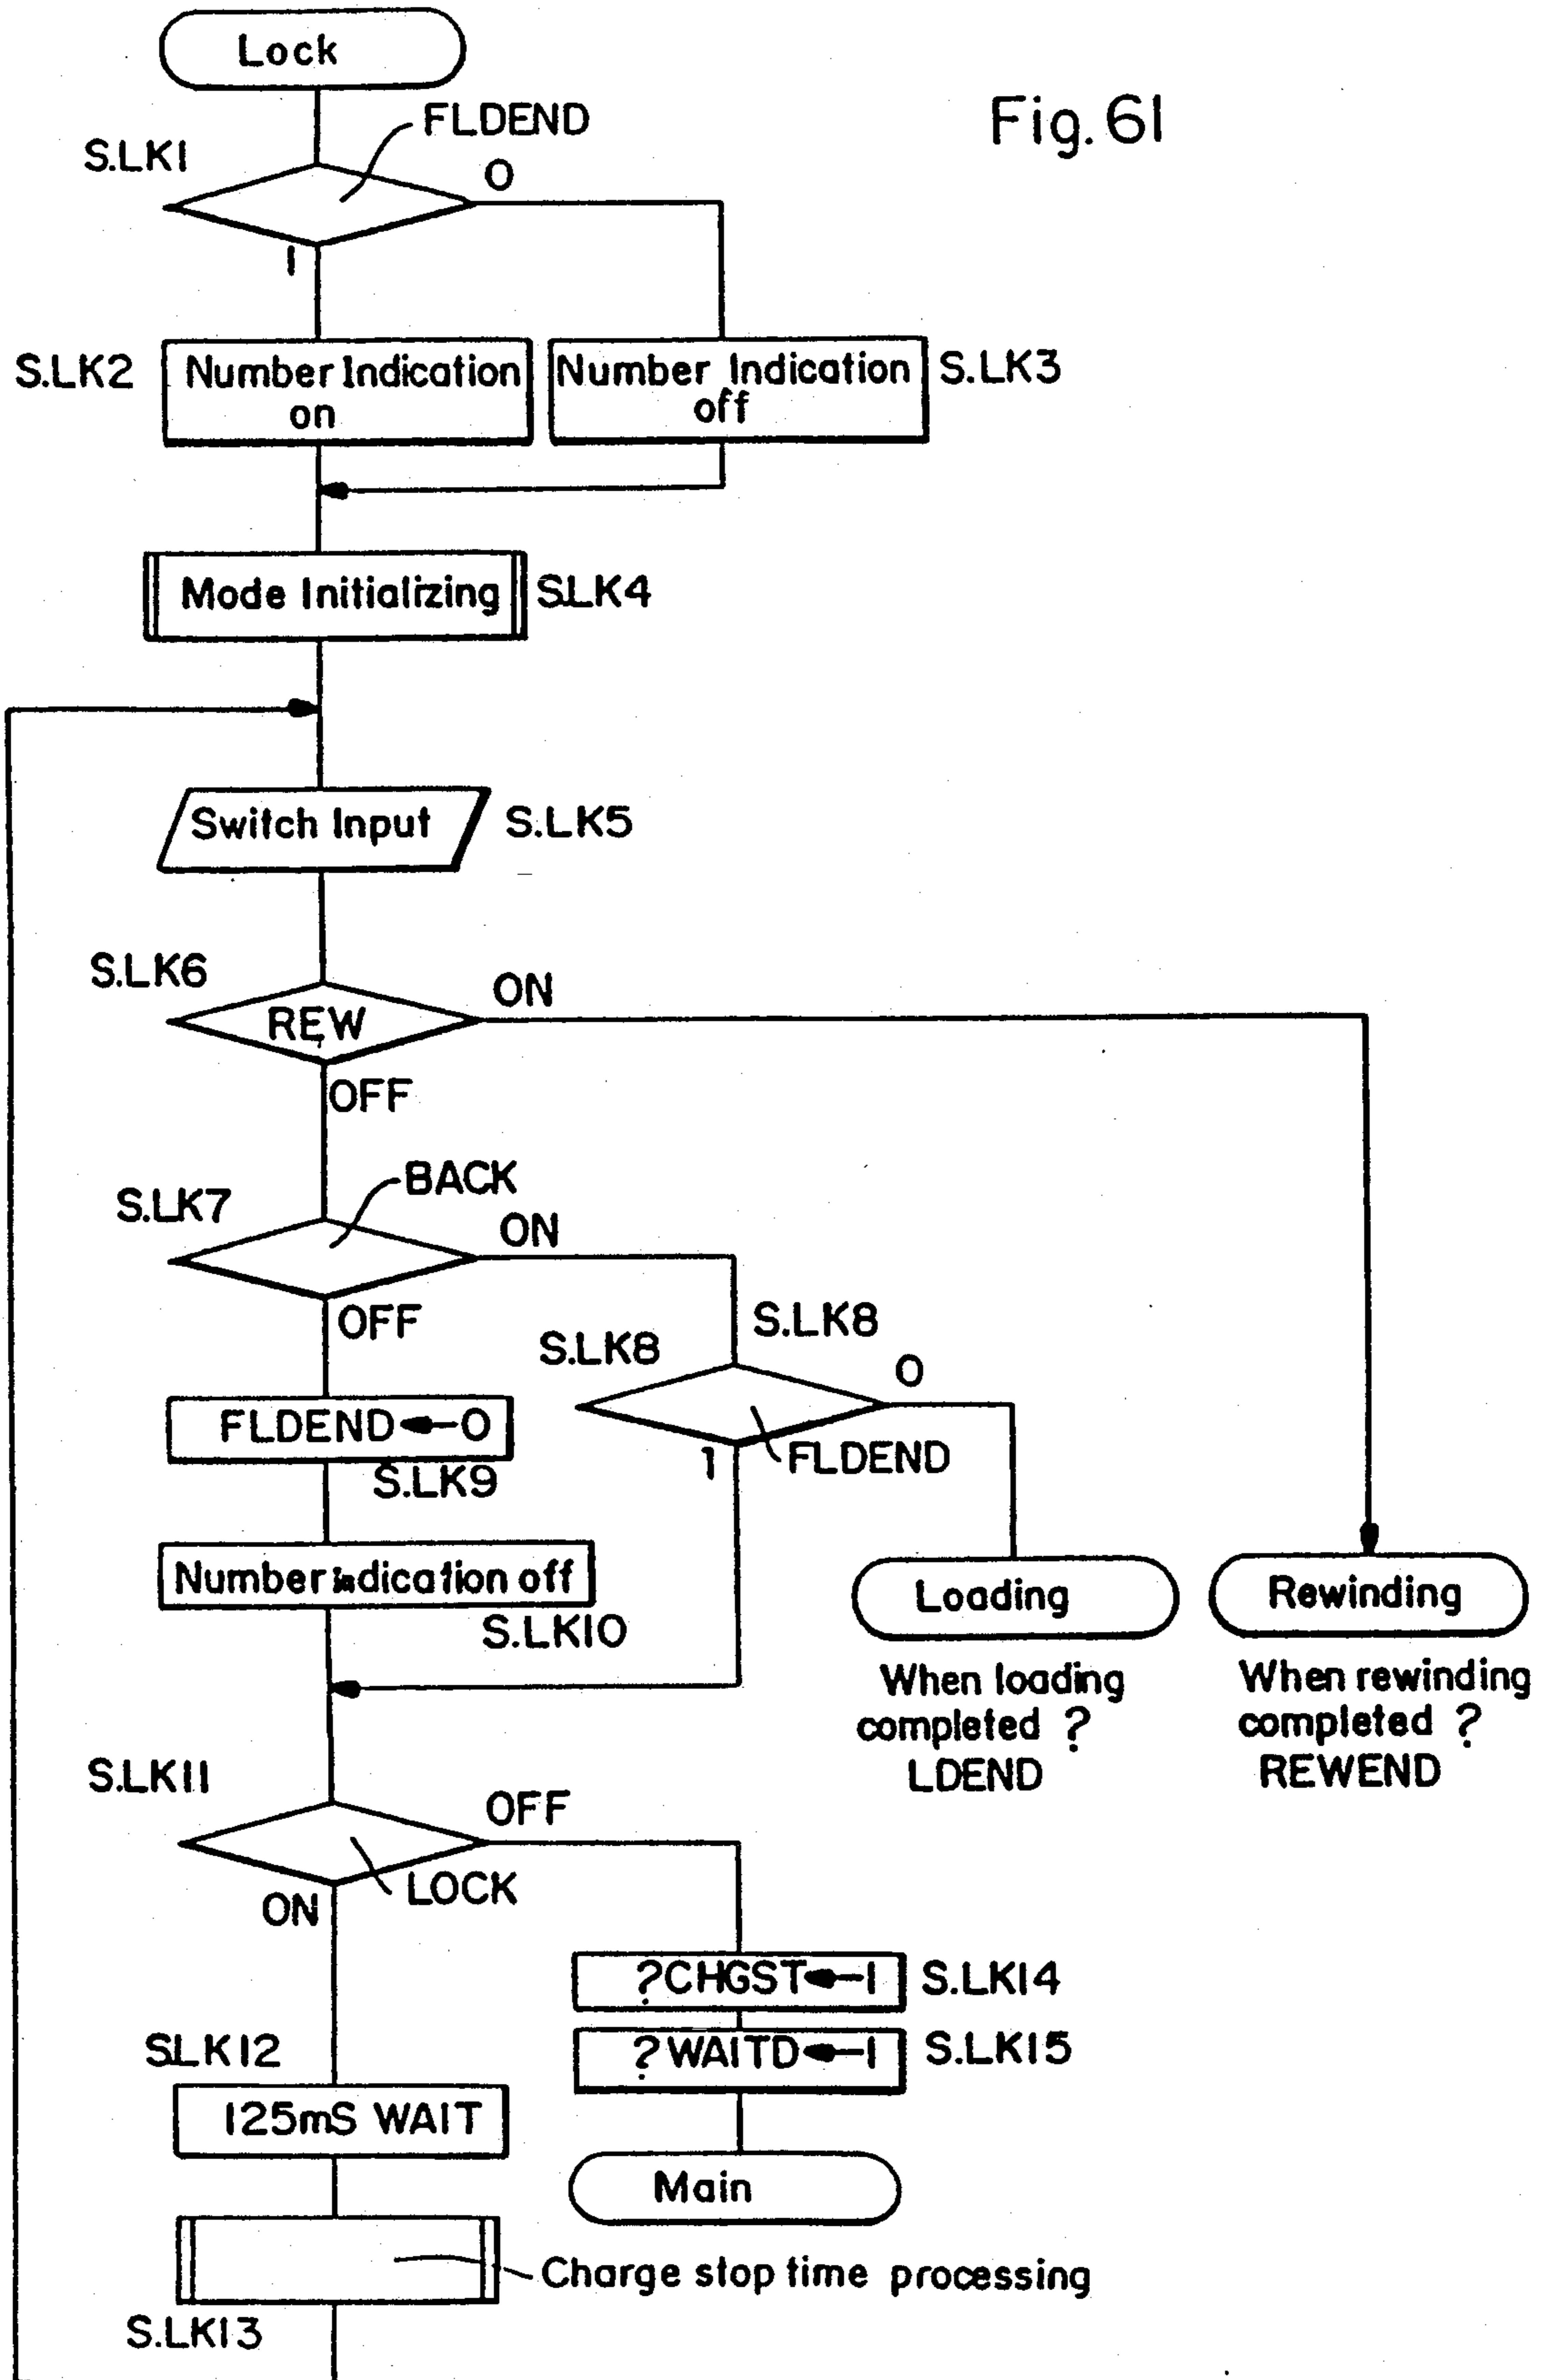 Lock
Fig. 61
FLDEND
S.LK1
0
1
S.LK2
Number Indication
on
Number Indication
off
S.LK3
Mode Initializing
S.LK4
Switch Input
S.LK5
S.LK6
REW
ON
OFF
BACK
S.LK7
ON
OFF
S.LK8
S.LK8
0
FLDEND←0
1
FLDEND
S.LK9
Number indication off
S.LK10
Loading
Rewinding
When loading
completed ?
LDEND
When rewinding
completed ?
REWEND
S.LK11
OFF
LOCK
ON
?CHGST←1
S.LK14
?WAITD←1
S.LK15
S.LK12
125mS WAIT
Main
Charge stop time processing
S.LK13